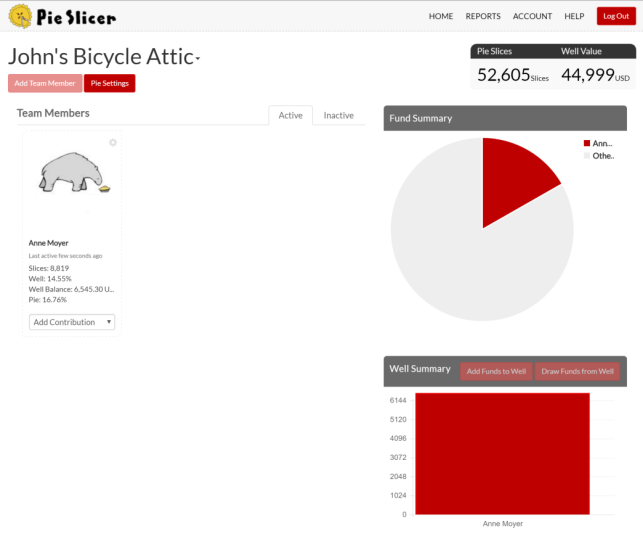 Pie Slicer
HOME REPORTS ACCOUNT HELP Log Out
John's Bicycle Attic
Pie Slices Well Value
52,605 Slices 44,999 USD
Add Team Member Pie Settings
Team Members Active Inactive
Fund Summary
Ann...
Othe..
Anne Moyer
Last active few seconds ago
Slices: 8,819
Well: 14.55%
Well Balance: 6,545.30 U...
Pie: 16.76%
Add Contribution
Well Summary Add Funds to Well Draw Funds from Well
6144
5120
4096
3072
2048
1024
0
Anne Moyer